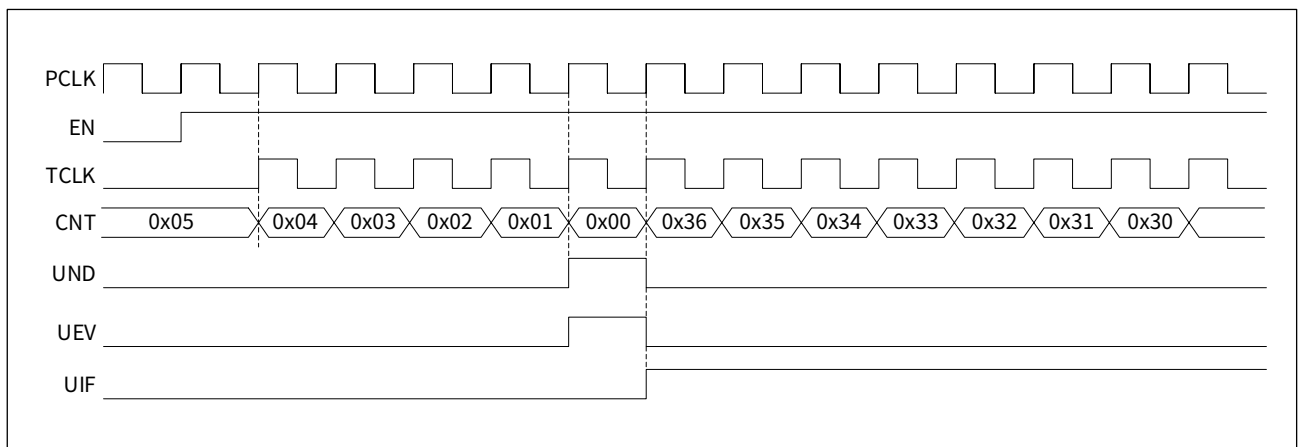 PCLK
EN
TCLK
CNT 0x05 0x04 0x03 0x02 0x01 0x00 0x36 0x35 0x34 0x33 0x32 0x31 0x30
UND
UEV
UIF